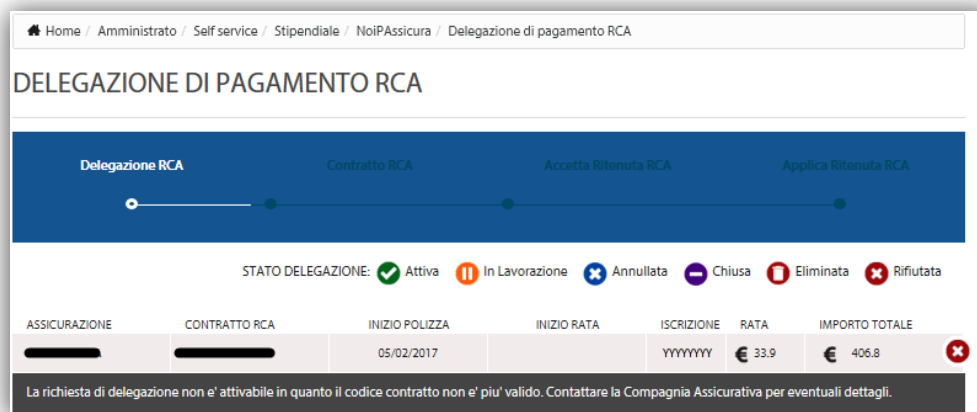 Home / Amministrato / Self service / Stipendiale / NoiPAssicura / Delegazione di pagamento RCA
DELEGAZIONE DI PAGAMENTO RCA
Delegazione RCA Contratto RCA Accetta Ritenuta RCA Applica Ritenuta RCA
STATO DELEGAZIONE: Attiva In Lavorazione Annullata Chiusa Eliminata Rifiutata
ASSICURAZIONE CONTRATTO RCA INIZIO POLIZZA INIZIO RATA ISCRIZIONE RATA IMPORTO TOTALE
05/02/2017 YYYYYYYY € 33.9 € 406.8
La richiesta di delegazione non e' attivabile in quanto il codice contratto non e' piu' valido. Contattare la Compagnia Assicurativa per eventuali dettagli.